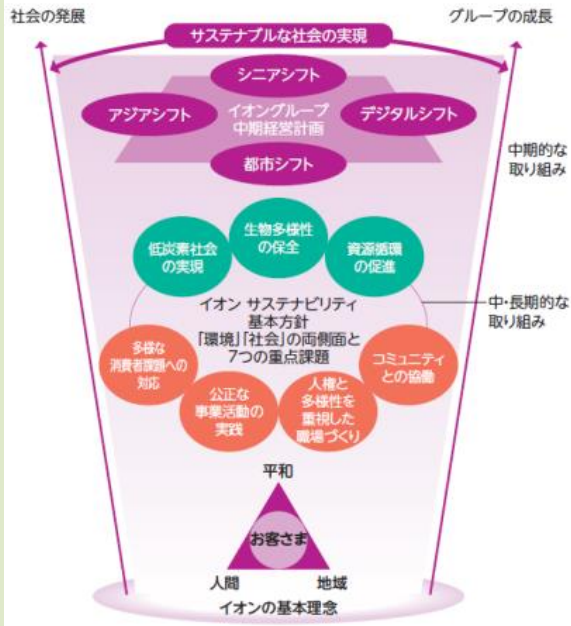 社会の発展
グループの成長
サステナブルな社会の実現
シニアシフト
アジアシフト
イオングループ
中期経営計画
デジタルシフト
都市シフト
中期的な
取り組み
低炭素社会
の実現
生物多様性
の保全
資源循環
の促進
イオン サステナビリティ
基本方針
「環境」「社会」の両側面と
7つの重点課題
中・長期的な
取り組み
多様な
消費者課題への
対応
公正な
事業活動の
実践
人権と
多様性を
重視した
職場づくり
コミュニティ
との協働
平和
お客さま
人間
地域
イオンの基本理念